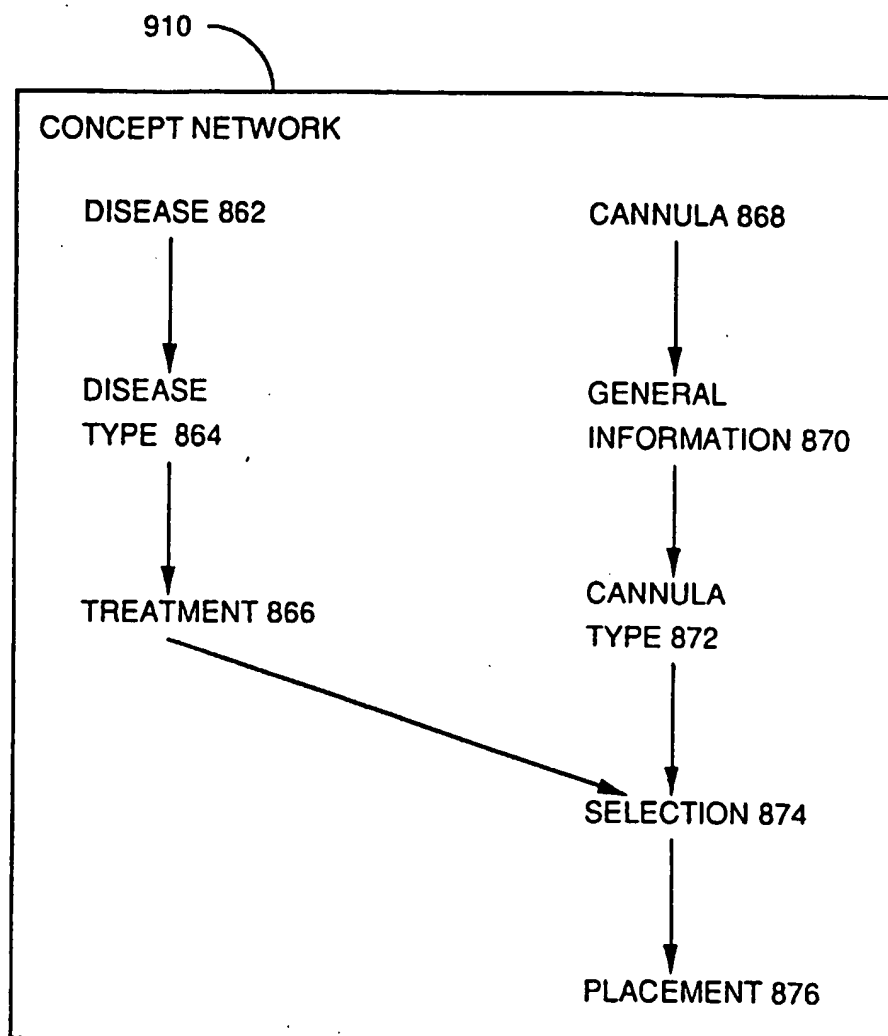 910
CONCEPT NETWORK
DISEASE 862
CANNULA 868
DISEASE
TYPE 864
GENERAL
INFORMATION 870
TREATMENT 866
CANNULA
TYPE 872
SELECTION 874
PLACEMENT 876